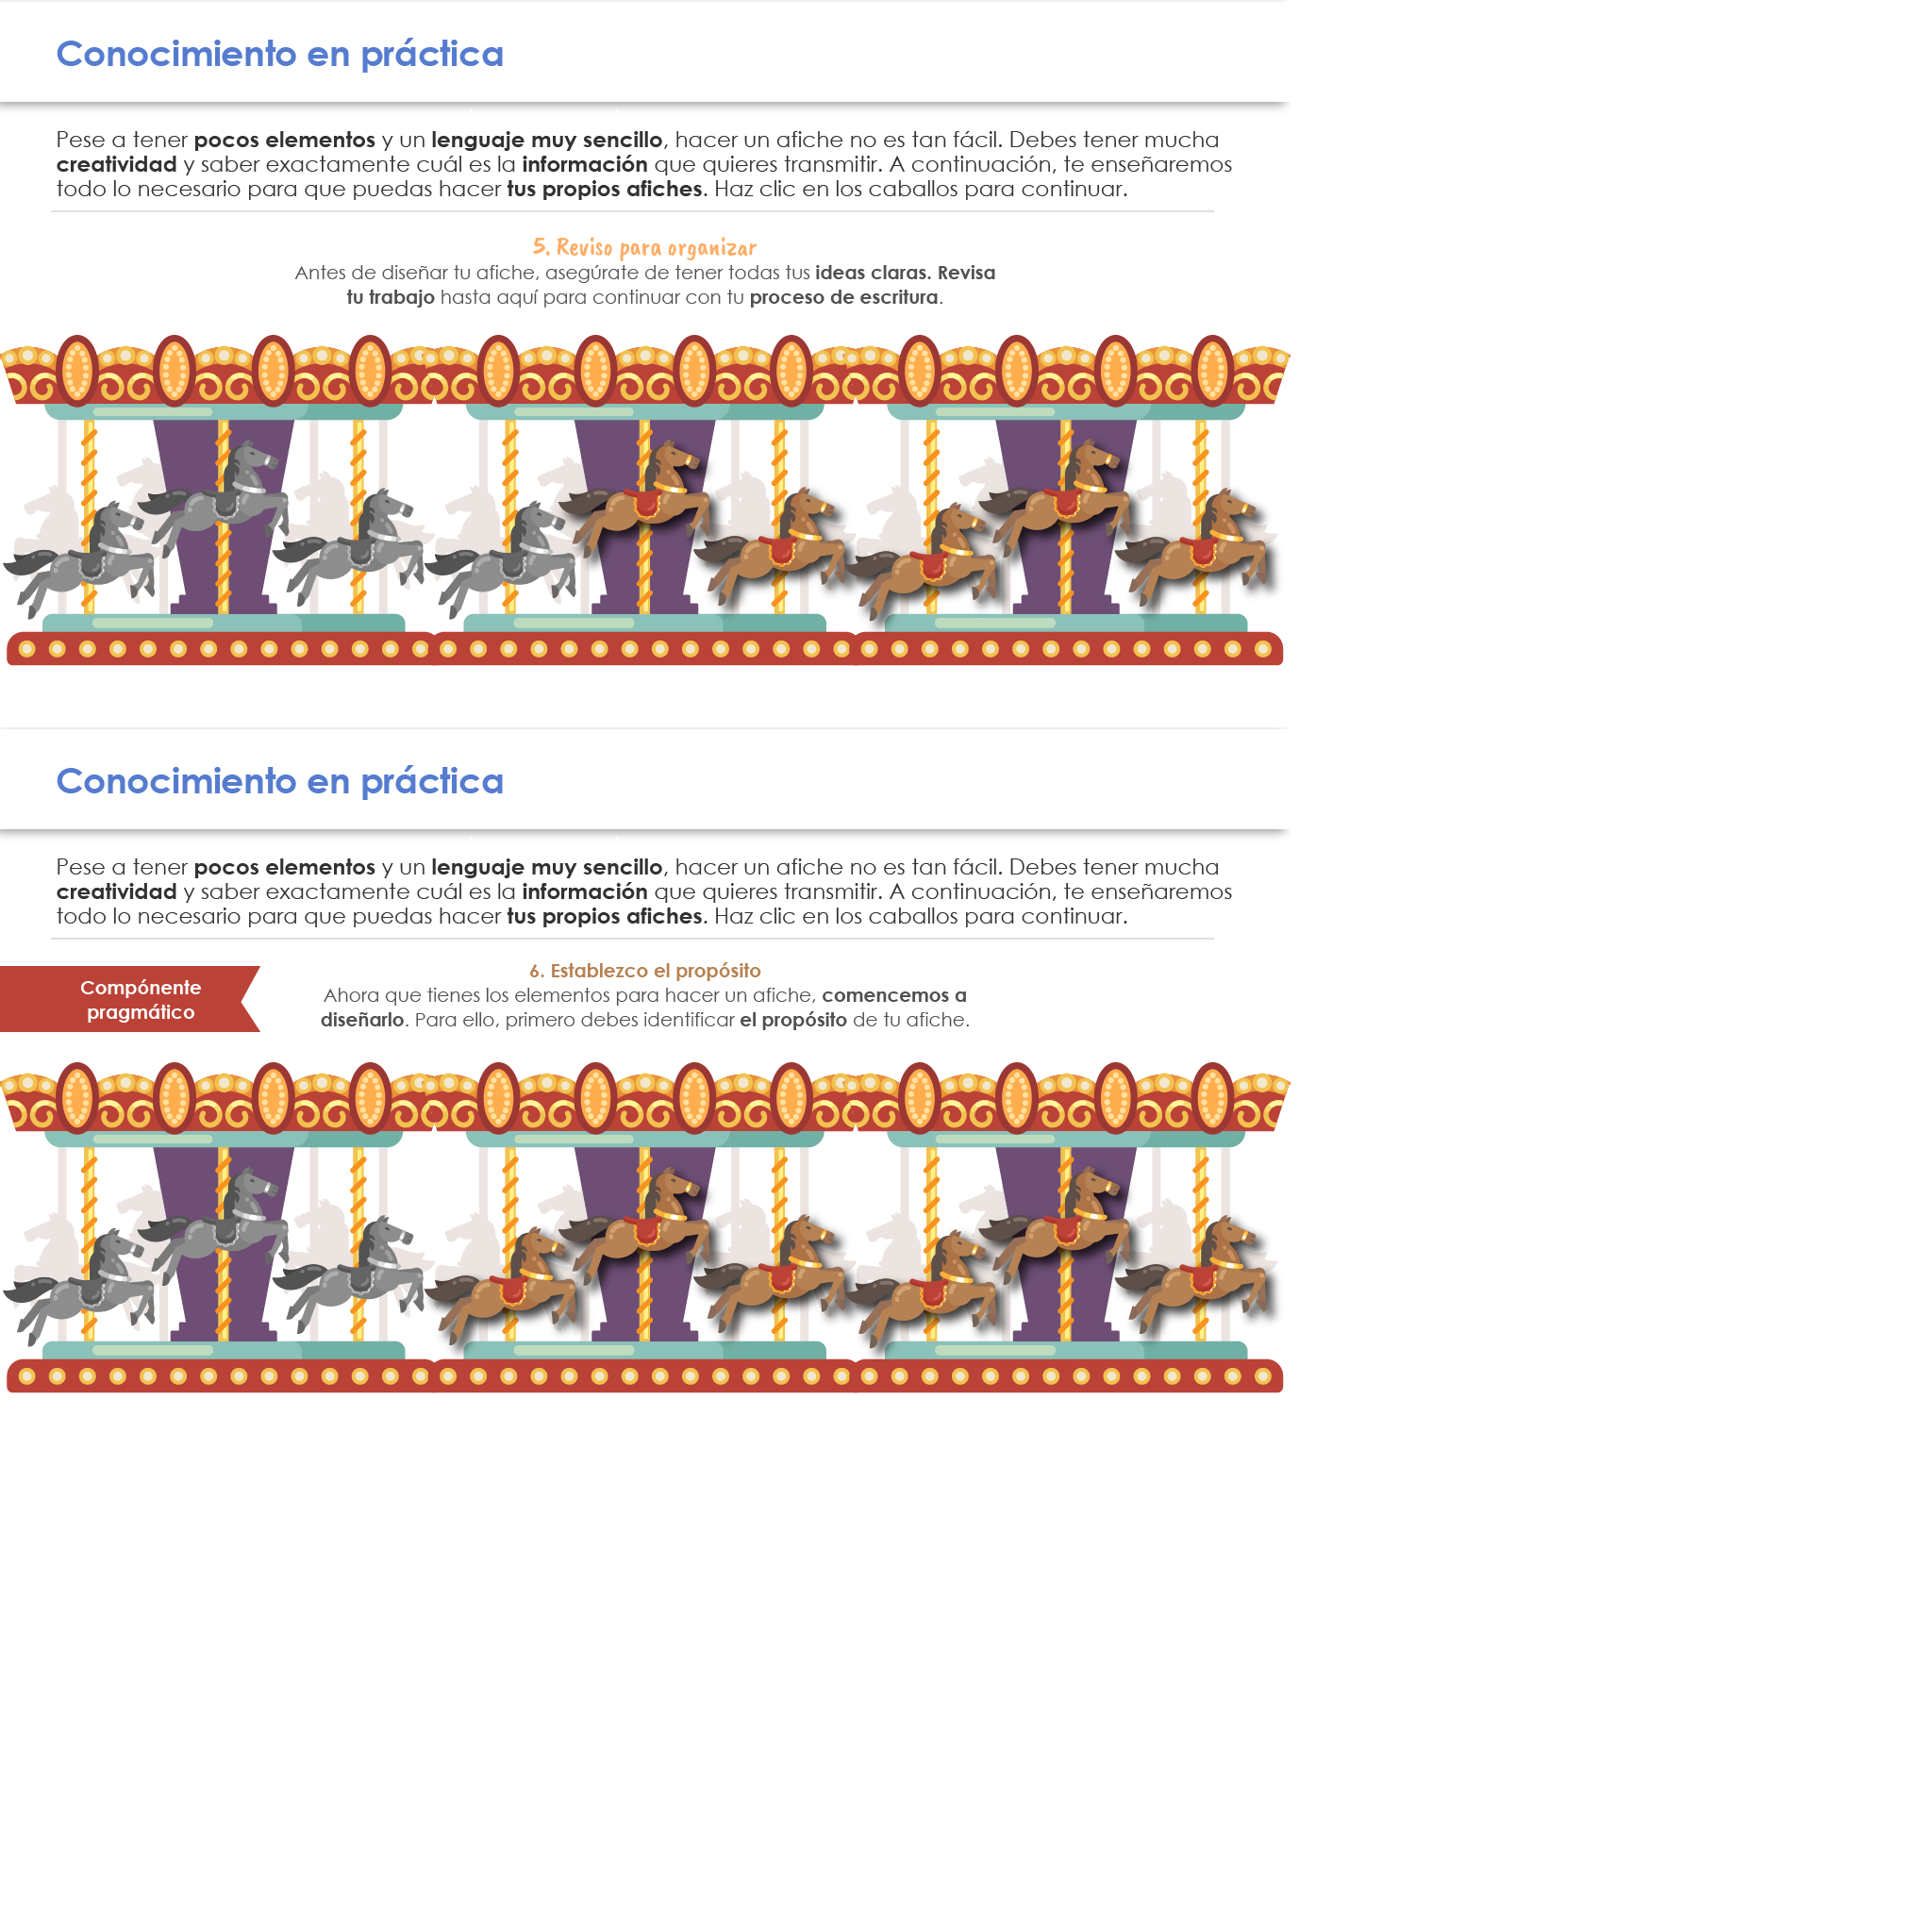 Conocimiento en práctica
Pese a tener pocos elementos y un lenguaje muy sencillo, hacer un afiche no es tan fácil. Debes tener mucha
creatividad y saber exactamente cuál es la información que quieres transmitir. A continuación, te enseñaremos
todo lo necesario para que puedas hacer tus propios afiches. Haz clic en los caballos para continuar.
5. Reviso para organizar
Antes de diseñar tu afiche, asegúrate de tener todas tus ideas claras. Revisa
tu trabajo hasta aquí para continuar con tu proceso de escritura.
Conocimiento en práctica
Pese a tener pocos elementos y un lenguaje muy sencillo, hacer un afiche no es tan fácil. Debes tener mucha
creatividad y saber exactamente cuál es la información que quieres transmitir. A continuación, te enseñaremos
todo lo necesario para que puedas hacer tus propios afiches. Haz clic en los caballos para continuar.
Compónente
pragmático
6. Establezco el propósito
Ahora que tienes los elementos para hacer un afiche, comencemos a
diseñarlo. Para ello, primero debes identificar el propósito de tu afiche.